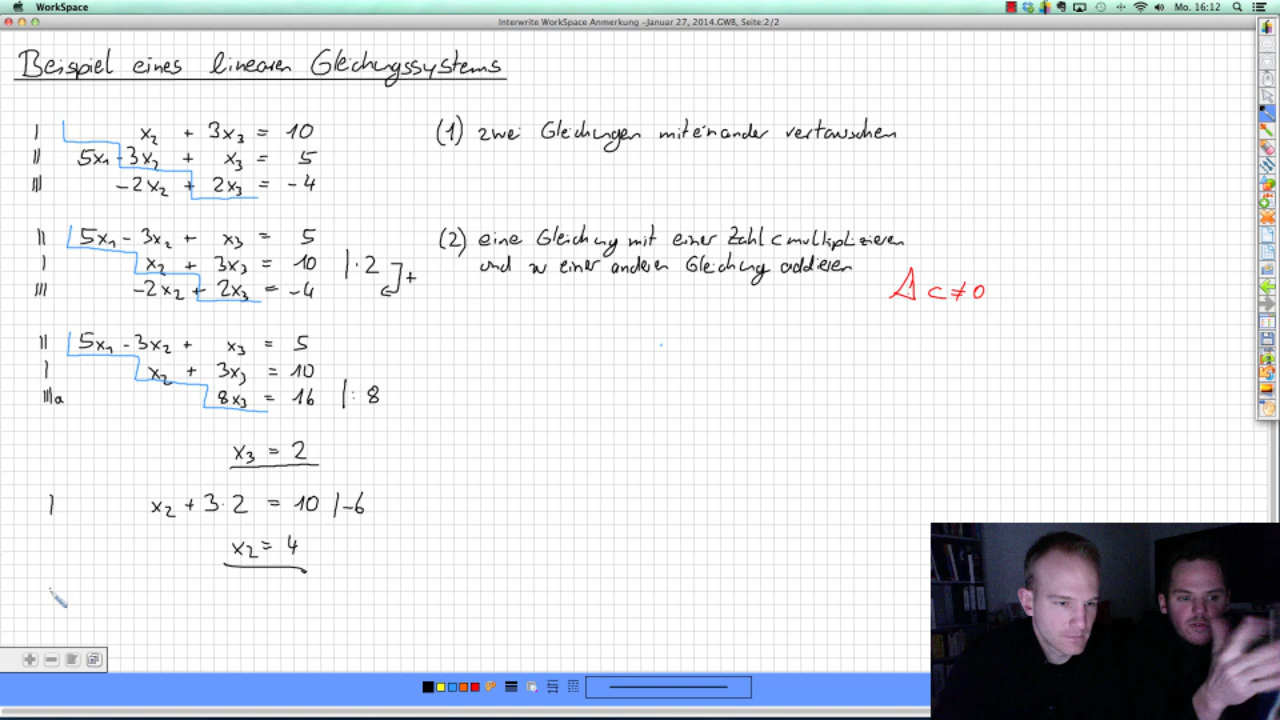 WorkSpace
Mo. 16:12
Interwrite WorkSpace Anmerkung -Januar 27, 2014.GWB, Seite:2/2
Beispiel eines linearen Gleichungssystems
I x₂ + 3x₃ = 10
II 5x₁ - 3x₂ + x₃ = 5
III -2x₂ + 2x₃ = -4
(1) zwei Gleichungen miteinander vertauschen
II 5x₁ - 3x₂ + x₃ = 5
I x₂ + 3x₃ = 10 | · 2
III -2x₂ + 2x₃ = -4 +
(2) eine Gleichung mit einer Zahl c multiplizieren
und zu einer anderen Gleichung addieren
c ≠ 0
II 5x₁ - 3x₂ + x₃ = 5
I x₂ + 3x₃ = 10
IIIa 8x₃ = 16 | : 8
x₃ = 2
I x₂ + 3 · 2 = 10 | -6
x₂ = 4